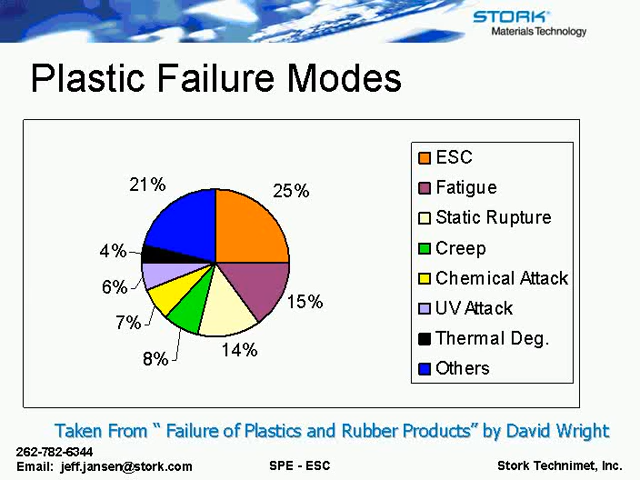 STORK®
Materials Technology
Plastic Failure Modes
21%
25%
4%
6%
7%
8%
14%
15%
ESC
Fatigue
Static Rupture
Creep
Chemical Attack
UV Attack
Thermal Deg.
Others
Taken From “ Failure of Plastics and Rubber Products” by David Wright
262-782-6344
Email: jeff.jansen@stork.com
SPE - ESC
Stork Technimet, Inc.